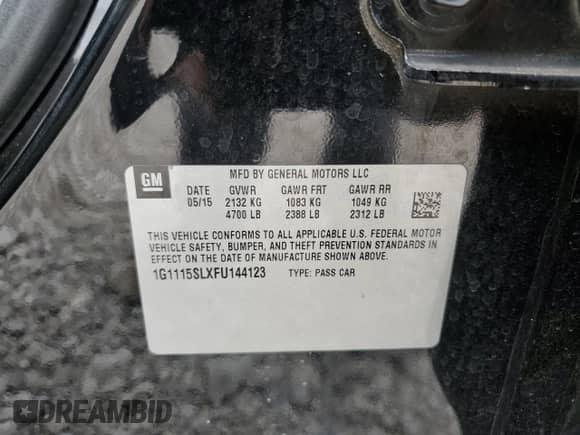 GM
MFD BY GENERAL MOTORS LLC
DATE GVWR GAWR FRT GAWR RR
05/15 2132 KG 1083 KG 1049 KG
4700 LB 2388 LB 2312 LB
THIS VEHICLE CONFORMS TO ALL APPLICABLE U.S. FEDERAL MOTOR
VEHICLE SAFETY, BUMPER, AND THEFT PREVENTION STANDARDS IN
EFFECT ON THE DATE OF MANUFACTURE SHOWN ABOVE.
1G1115SLXFU144123 TYPE: PASS CAR
DREAMBID